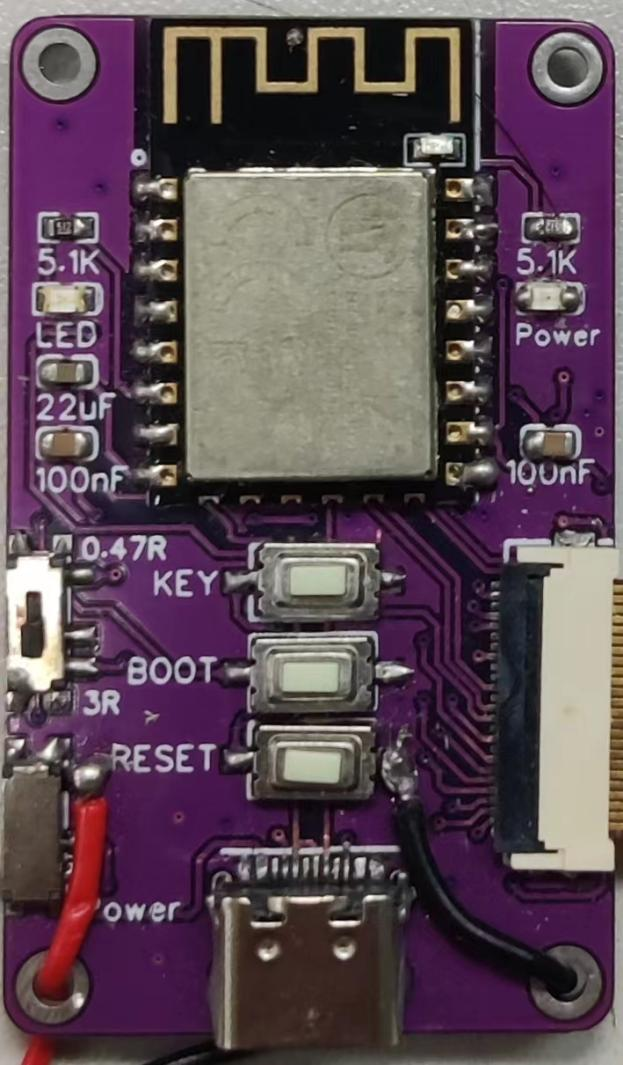 5.1K
5.1K
LED
Power
22uF
100nF
100nF
0.47R
KEY
BOOT
3R
RESET
Power